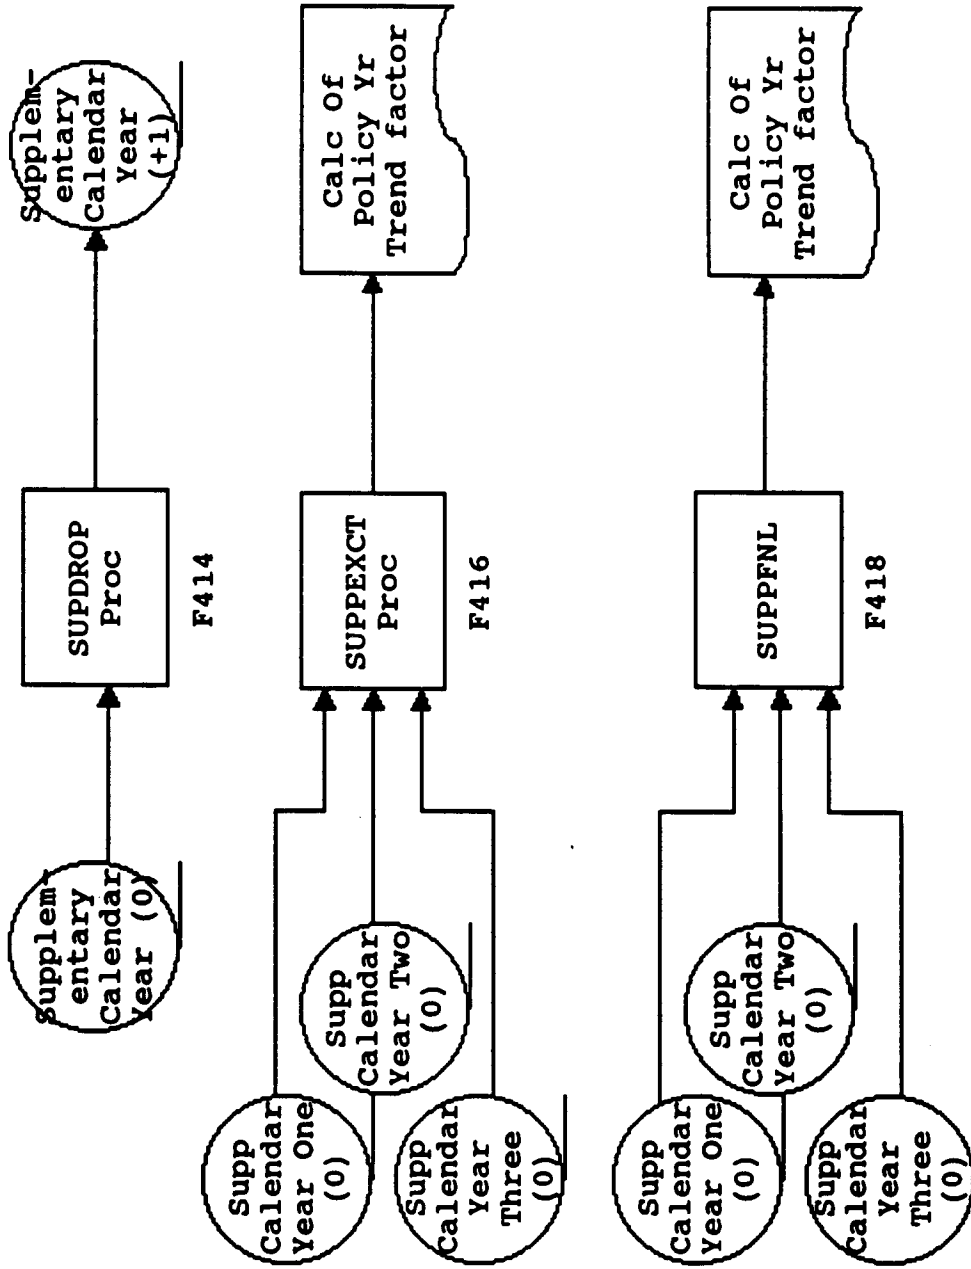 Supplem-
entary
Calendar
Year (0)
SUPDROP
Proc
F414
Supplem-
entary
Calendar
Year
(+1)
Supp
Calendar
Year One
(0)
Supp
Calendar
Year Two
(0)
Supp
Calendar
Year
Three
(0)
SUPPEXCT
Proc
F416
Calc Of
Policy Yr
Trend factor
Supp
Calendar
Year One
(0)
Supp
Calendar
Year Two
(0)
Supp
Calendar
Year
Three
(0)
SUPPFNL
F418
Calc Of
Policy Yr
Trend factor